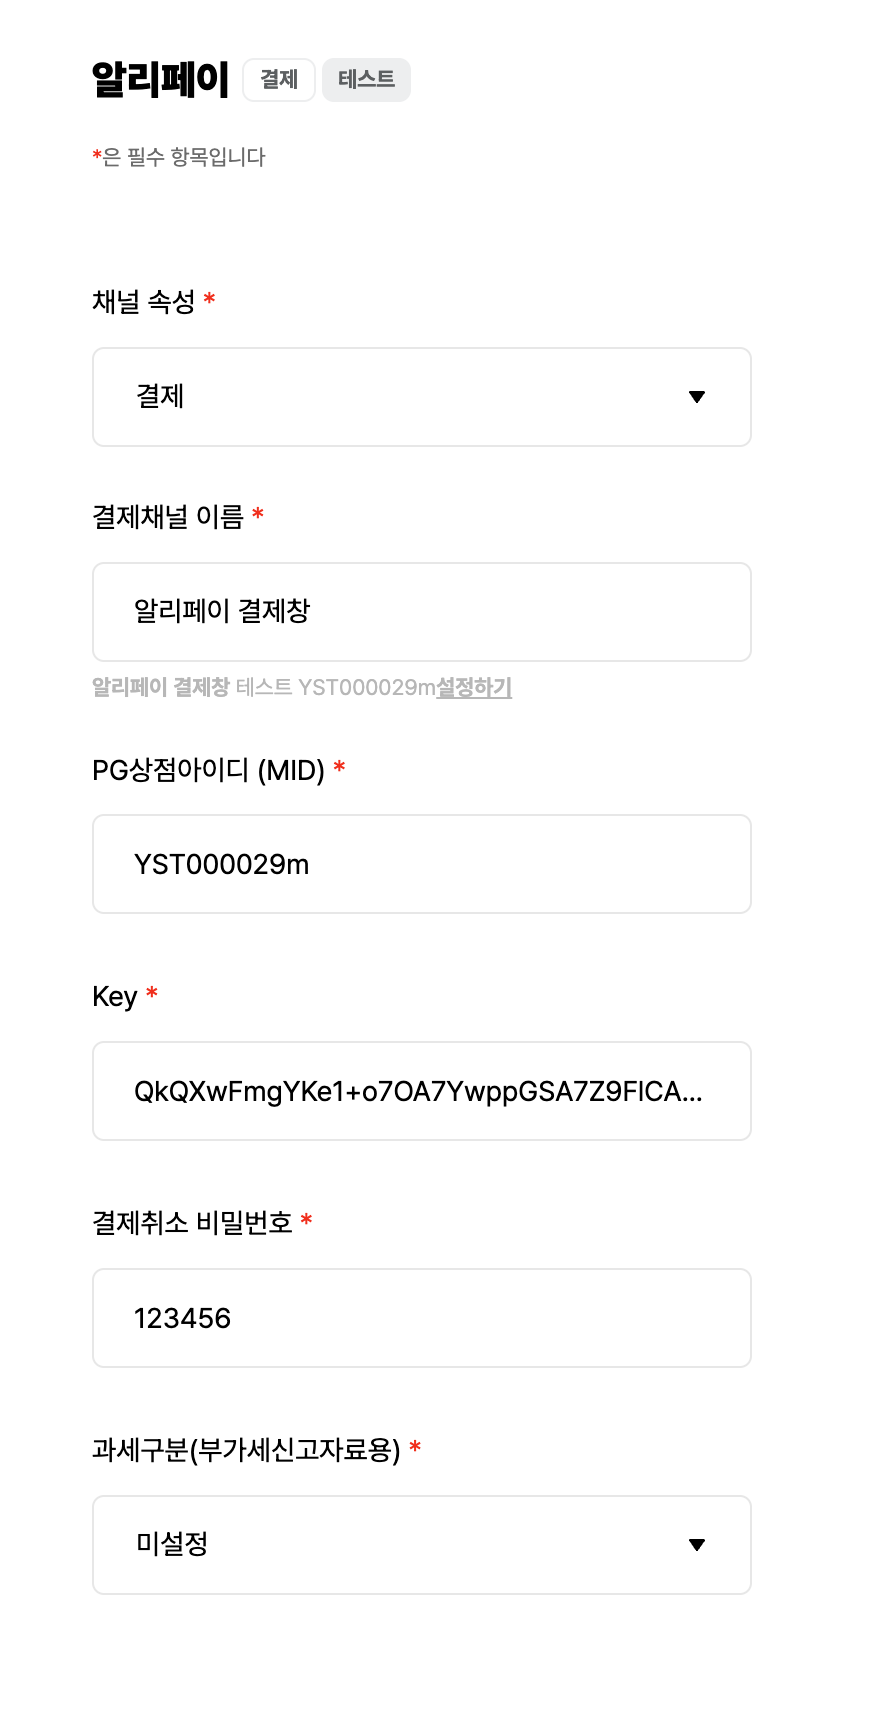 알리페이 결제 테스트
*은 필수 항목입니다
채널 속성 *
결제
결제채널 이름 *
알리페이 결제창
알리페이 결제창 테스트 YST000029m설정하기
PG상점아이디 (MID) *
YST000029m
Key *
QkQXwFmgYKe1+o7OA7YwppGSA7Z9FlCA...
결제취소 비밀번호 *
123456
과세구분(부가세신고자료용) *
미설정